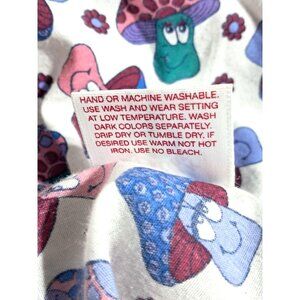 HAND OR MACHINE WASHABLE.
USE WASH AND WEAR SETTING
AT LOW TEMPERATURE. WASH
DARK COLORS SEPARATELY.
DRIP DRY OR TUMBLE DRY. IF
DESIRED USE WARM NOT HOT
IRON. USE NO BLEACH.